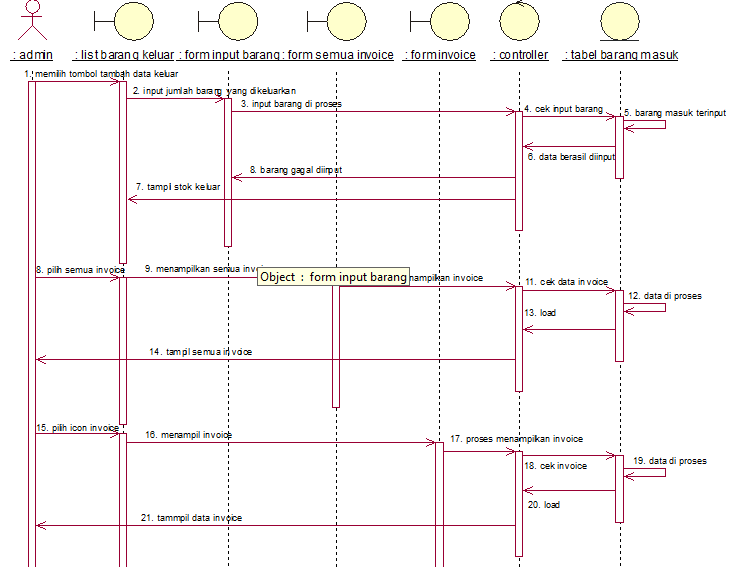 : admin
: list barang keluar
: form input barang
: form semua invoice
: form invoice
: controller
: tabel barang masuk
1. memilih tombol tambah data keluar
2. input jumlah barang yang dikeluarkan
3. input barang di proses
4. cek input barang
5. barang masuk terinput
6. data berasil diinput
8. barang gagal diinput
7. tampil stok keluar
8. pilih semua invoice
9. menampilkan semua invoi
Object : form input barang
nampilkan invoice
11. cek data invoice
12. data di proses
13. load
14. tampil semua invoice
15. pilih icon invoice
16. menampil invoice
17. proses menampilkan invoice
18. cek invoice
19. data di proses
20. load
21. tammpil data invoice